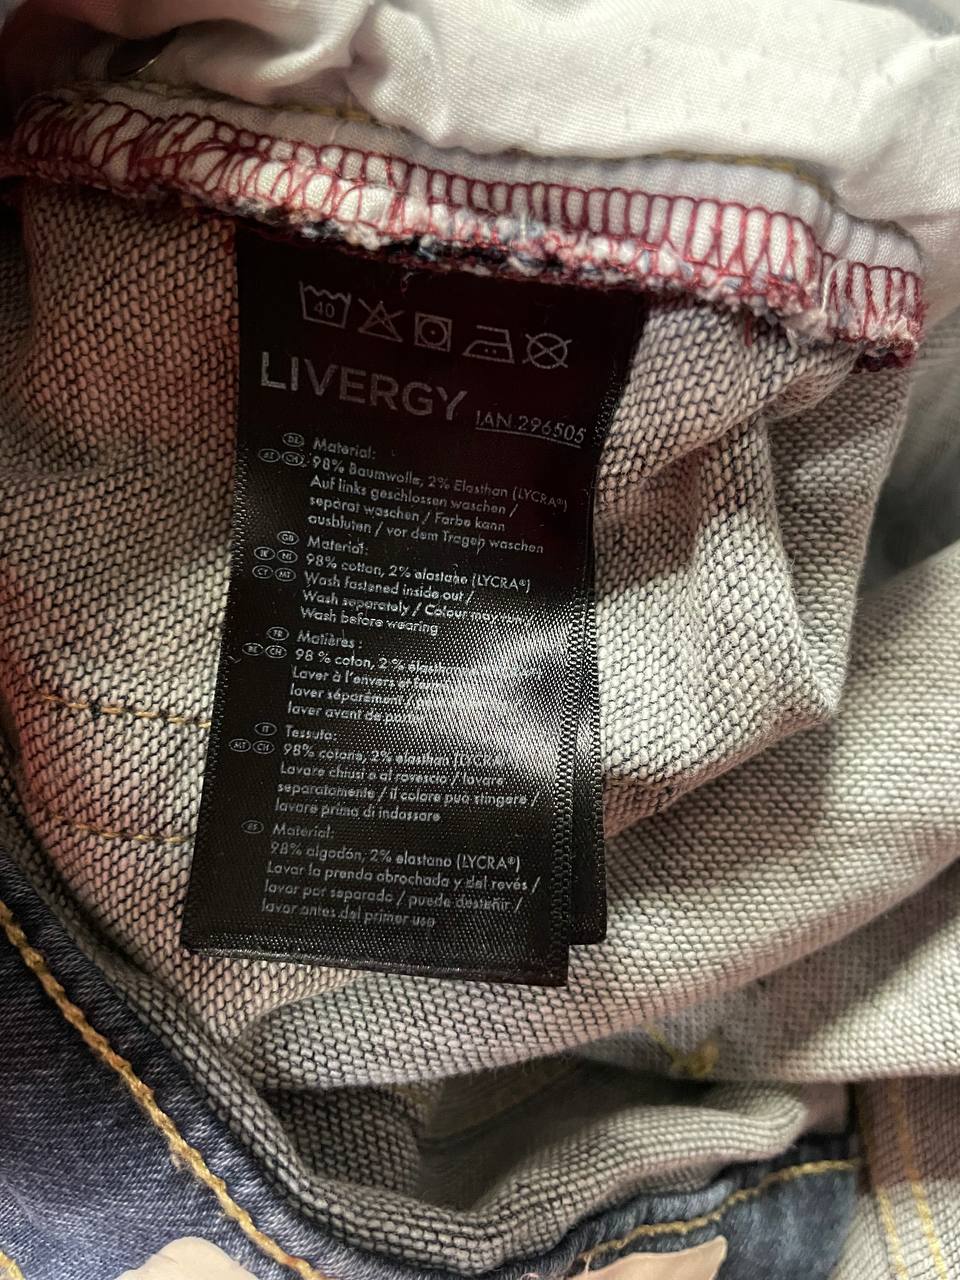 40
LIVERGY IAN 296505
DE Material:
AT CH 98% Baumwolle, 2% Elasthan (LYCRA®)
Auf links geschlossen waschen /
separat waschen / Farbe kann
ausbluten / vor dem Tragen waschen
GB Material:
IE NI 98% cotton, 2% elastane (LYCRA®)
CY MT Wash fastened inside out /
Wash separately / Colour may
Wash before wearing
FR Matières :
BE CH 98 % coton, 2 %
Laver à l'envers
laver séparément
laver avant de
IT Tessuto:
MT CH 98% cotone, 2% elasthan
Lavare chiusi e al rovescio / lavare
separatamente / il colore può stingere /
lavare prima di indossare
ES Material:
98% algodón, 2% elastano (LYCRA®)
Lavar la prenda abrochada y del revés /
lavar por separado / puede desteñir /
lavar antes del primer uso